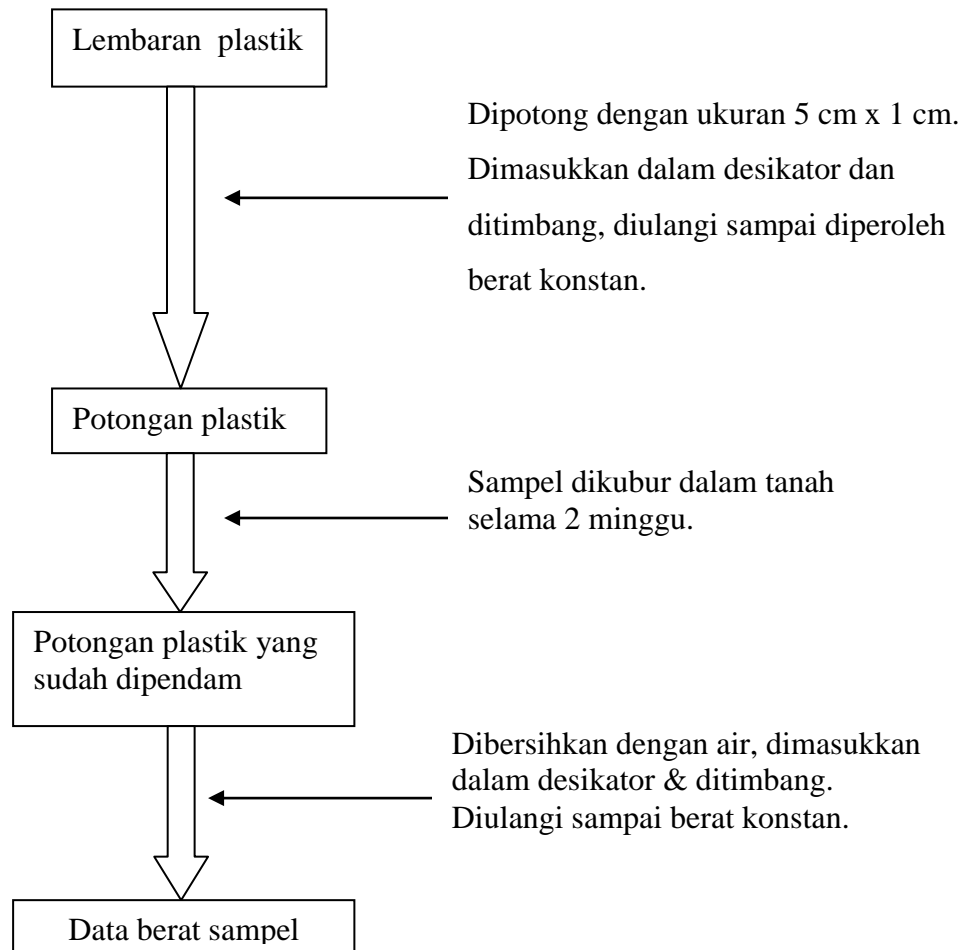 Lembaran plastik
Dipotong dengan ukuran 5 cm x 1 cm.
Dimasukkan dalam desikator dan
ditimbang, diulangi sampai diperoleh
berat konstan.
Potongan plastik
Sampel dikubur dalam tanah
selama 2 minggu.
Potongan plastik yang
sudah dipendam
Dibersihkan dengan air, dimasukkan
dalam desikator & ditimbang.
Diulangi sampai berat konstan.
Data berat sampel